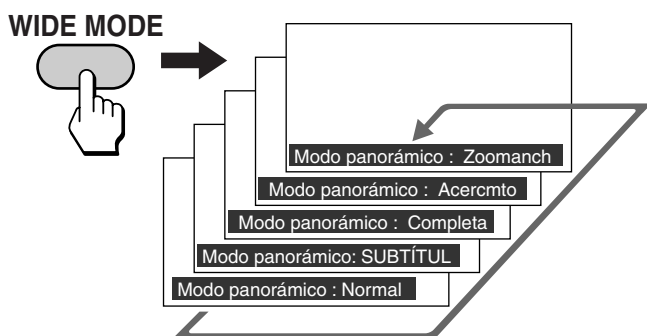 WIDE MODE
Modo panorámico : Zoomanch
Modo panorámico : Acercmto
Modo panorámico : Completa
Modo panorámico: SUBTÍTUL
Modo panorámico : Normal